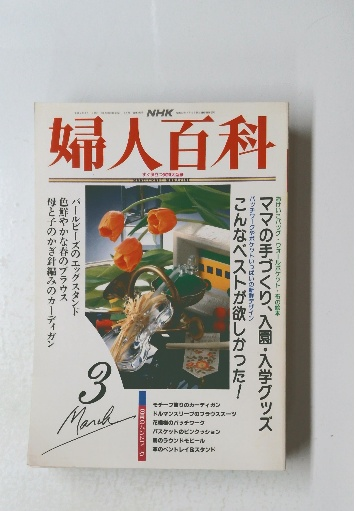 NHK
婦人百科
ママの手づくり、入園・入学グッズ
こんなベストが欲しかった!
パールビーズのエッグスタンド
色鮮やかな春のブラウス
母と子のかぎ針編みのカーディガン
3
March
モチーフ重りのカーディガン
ドルマンスリーブのブラウススーツ
花模様のパッチワーク
バスケットのピンクッション
鳥のラウンドモビール
革のペントレイ&スタンド